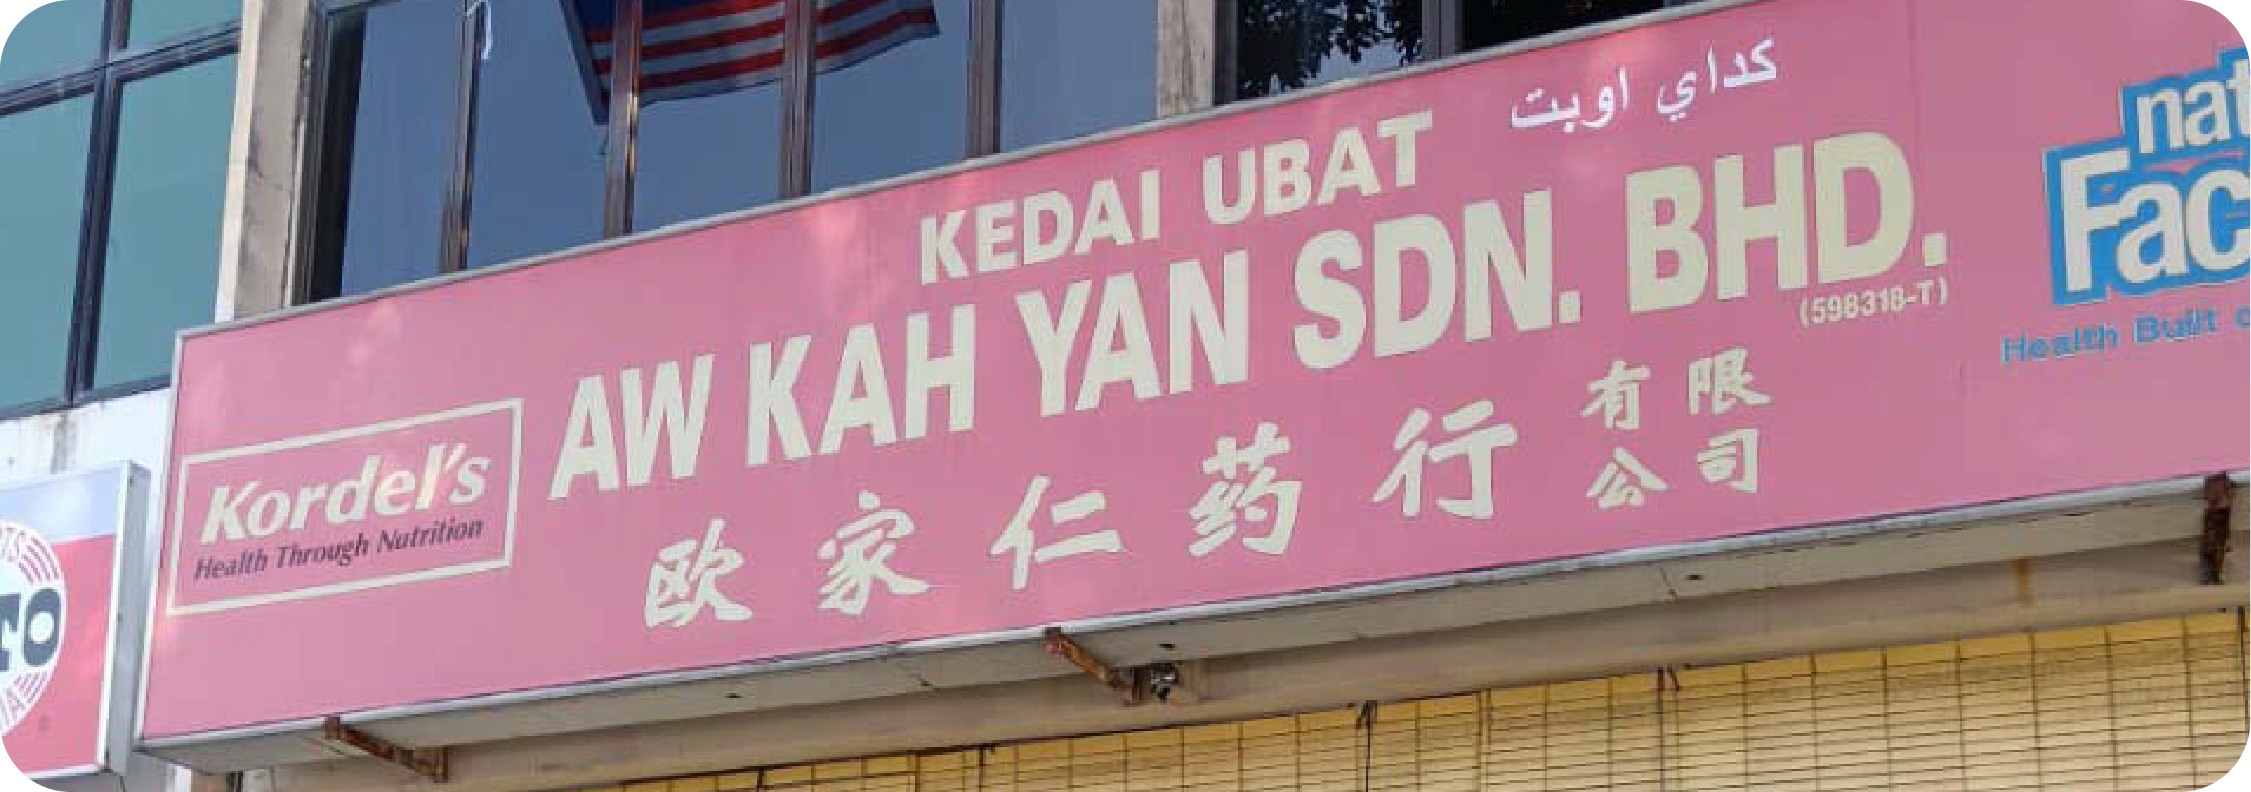 KEDAI UBAT كداي اوبت
AW KAH YAN SDN. BHD.
(598318-T)
欧家仁药行 有限公司
Kordel's
Health Through Nutrition
Health Built